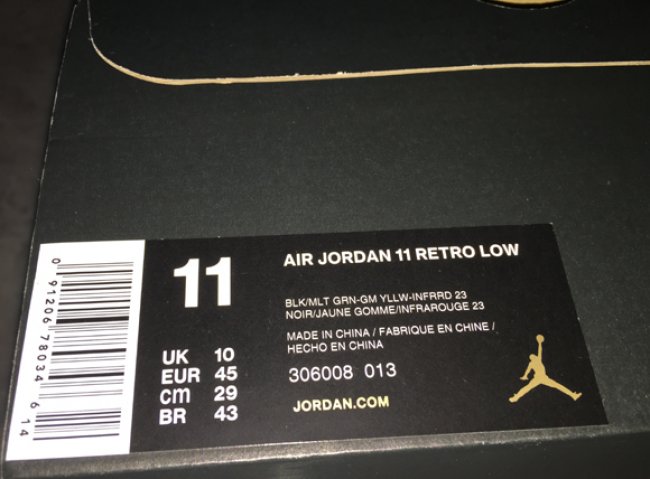 AIR JORDAN 11 RETRO LOW
11
BLK/MLT GRN-GM YLLW-INFRRD 23
NOIR/JAUNE GOMME/INFRAROUGE 23
MADE IN CHINA / FABRIQUE EN CHINE /
HECHO EN CHINA
306008 013
JORDAN.COM
UK 10
EUR 45
cm 29
BR 43
0 91206 78034 6 14